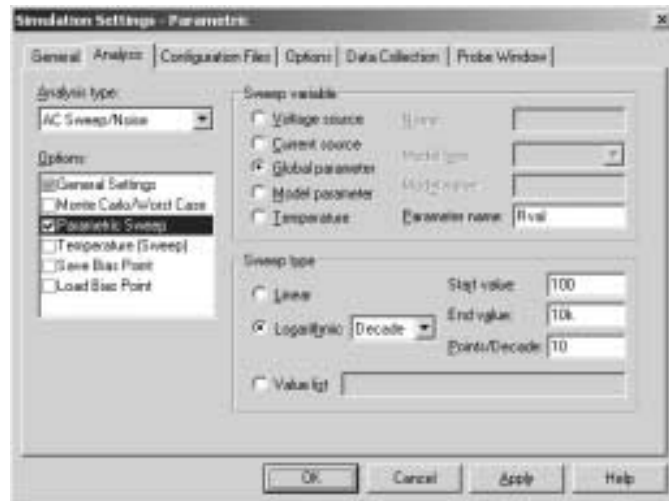 Simulation Settings - Parametric
General Analysis Configuration Files Options Data Collection Probe Window
Analysis type:
AC Sweep/Noise
Options:
General Settings
Monte Carlo/Worst Case
Parametric Sweep
Temperature (Sweep)
Save Bias Point
Load Bias Point
Sweep variable
Voltage source
Name:
Current source
Model type:
Global parameter
Model name:
Model parameter
Temperature
Parameter name: Rval
Sweep type
Linear
Start value: 100
Logarithmic Decade
End value: 10k
Points/Decade: 10
Value list
OK Cancel Apply Help